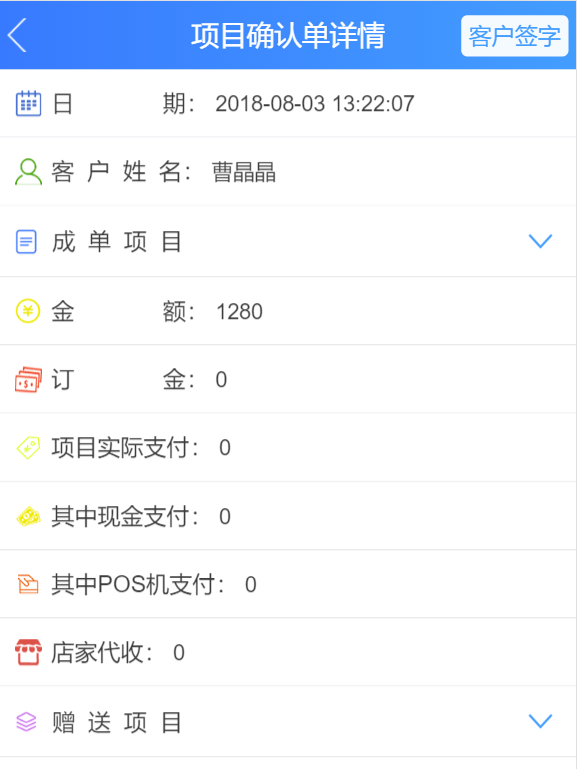 项目确认单详情 客户签字
日 期： 2018-08-03 13:22:07
客户姓名： 曹晶晶
成单项目
金 额： 1280
订 金： 0
项目实际支付： 0
其中现金支付： 0
其中POS机支付： 0
店家代收： 0
赠送项目